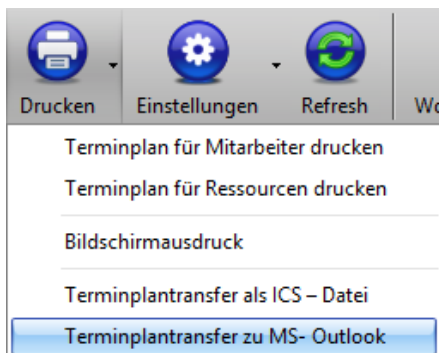 Drucken Einstellungen Refresh
Terminplan für Mitarbeiter drucken
Terminplan für Ressourcen drucken
Bildschirmausdruck
Terminplantransfer als ICS – Datei
Terminplantransfer zu MS- Outlook